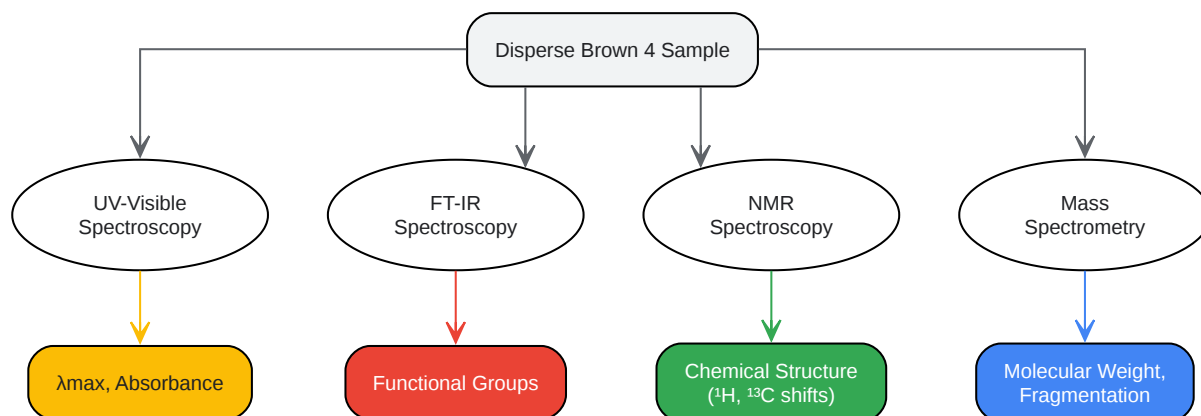 Disperse Brown 4 Sample
UV-Visible
Spectroscopy
FT-IR
Spectroscopy
NMR
Spectroscopy
Mass
Spectrometry
λmax, Absorbance
Functional Groups
Chemical Structure
(¹H, ¹³C shifts)
Molecular Weight,
Fragmentation